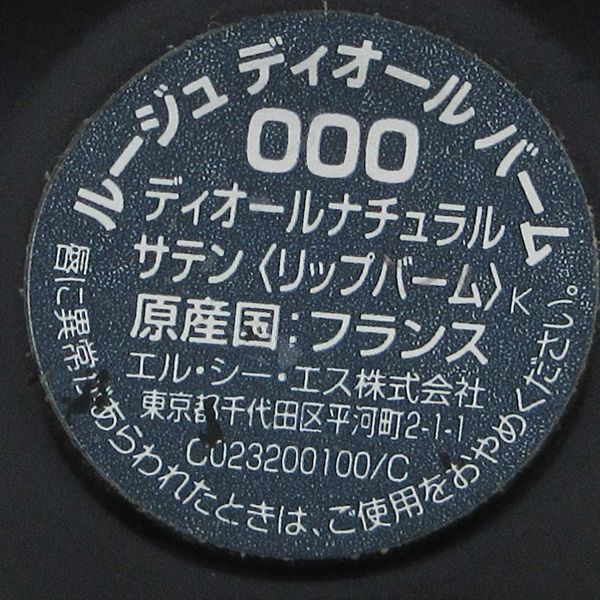 ルージュ ディオール バーム
000
ディオールナチュラル
サテン〈リップバーム〉K
原産国：フランス
エル・シー・エス株式会社
東京都千代田区平河町2-1-1
C023200100/C
唇に異常があらわれたときは、ご使用をおやめください。